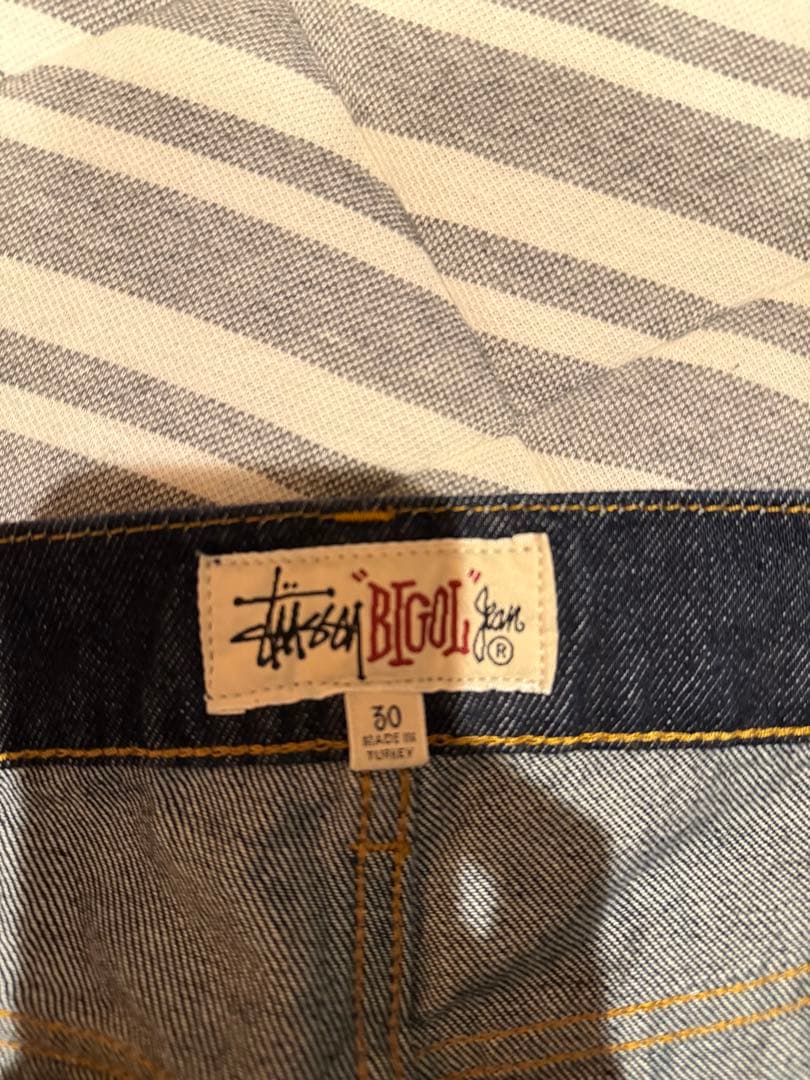 Stüssy "BIGOL" Jean ®
30
MADE IN
TURKEY